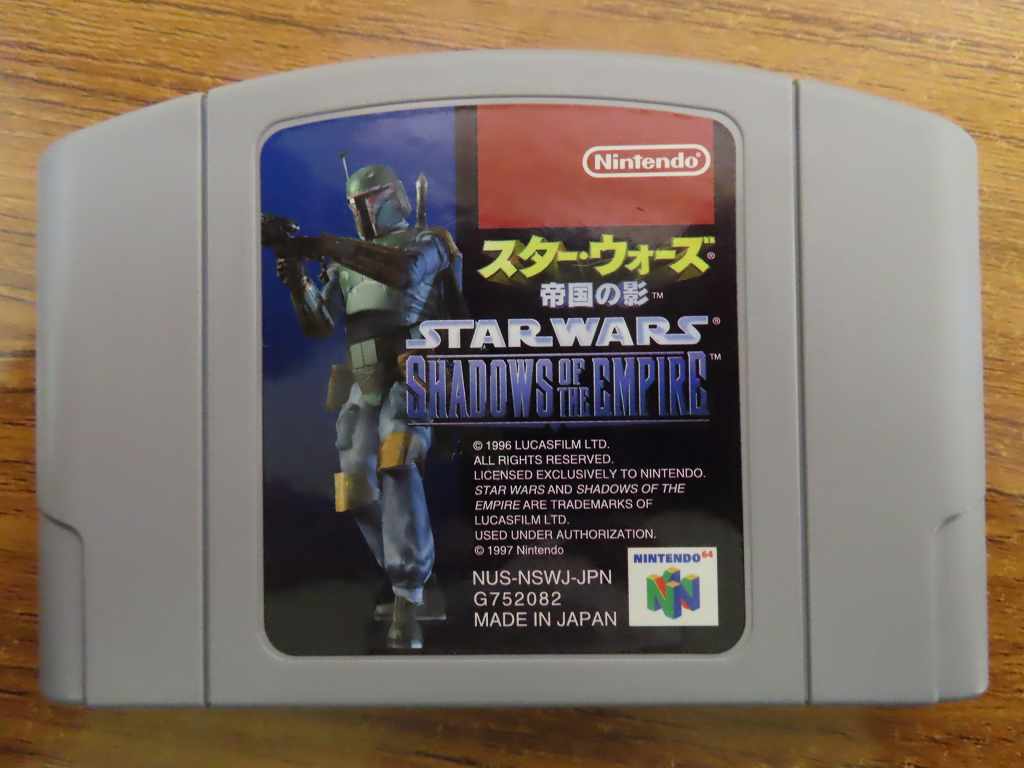 Nintendo®
スター・ウォーズ®
帝国の影™
STAR WARS®
SHADOWS OF THE EMPIRE™
© 1996 LUCASFILM LTD.
ALL RIGHTS RESERVED.
LICENSED EXCLUSIVELY TO NINTENDO.
STAR WARS AND SHADOWS OF THE
EMPIRE ARE TRADEMARKS OF
LUCASFILM LTD.
USED UNDER AUTHORIZATION.
© 1997 Nintendo
NUS-NSWJ-JPN
G752082
MADE IN JAPAN
NINTENDO 64